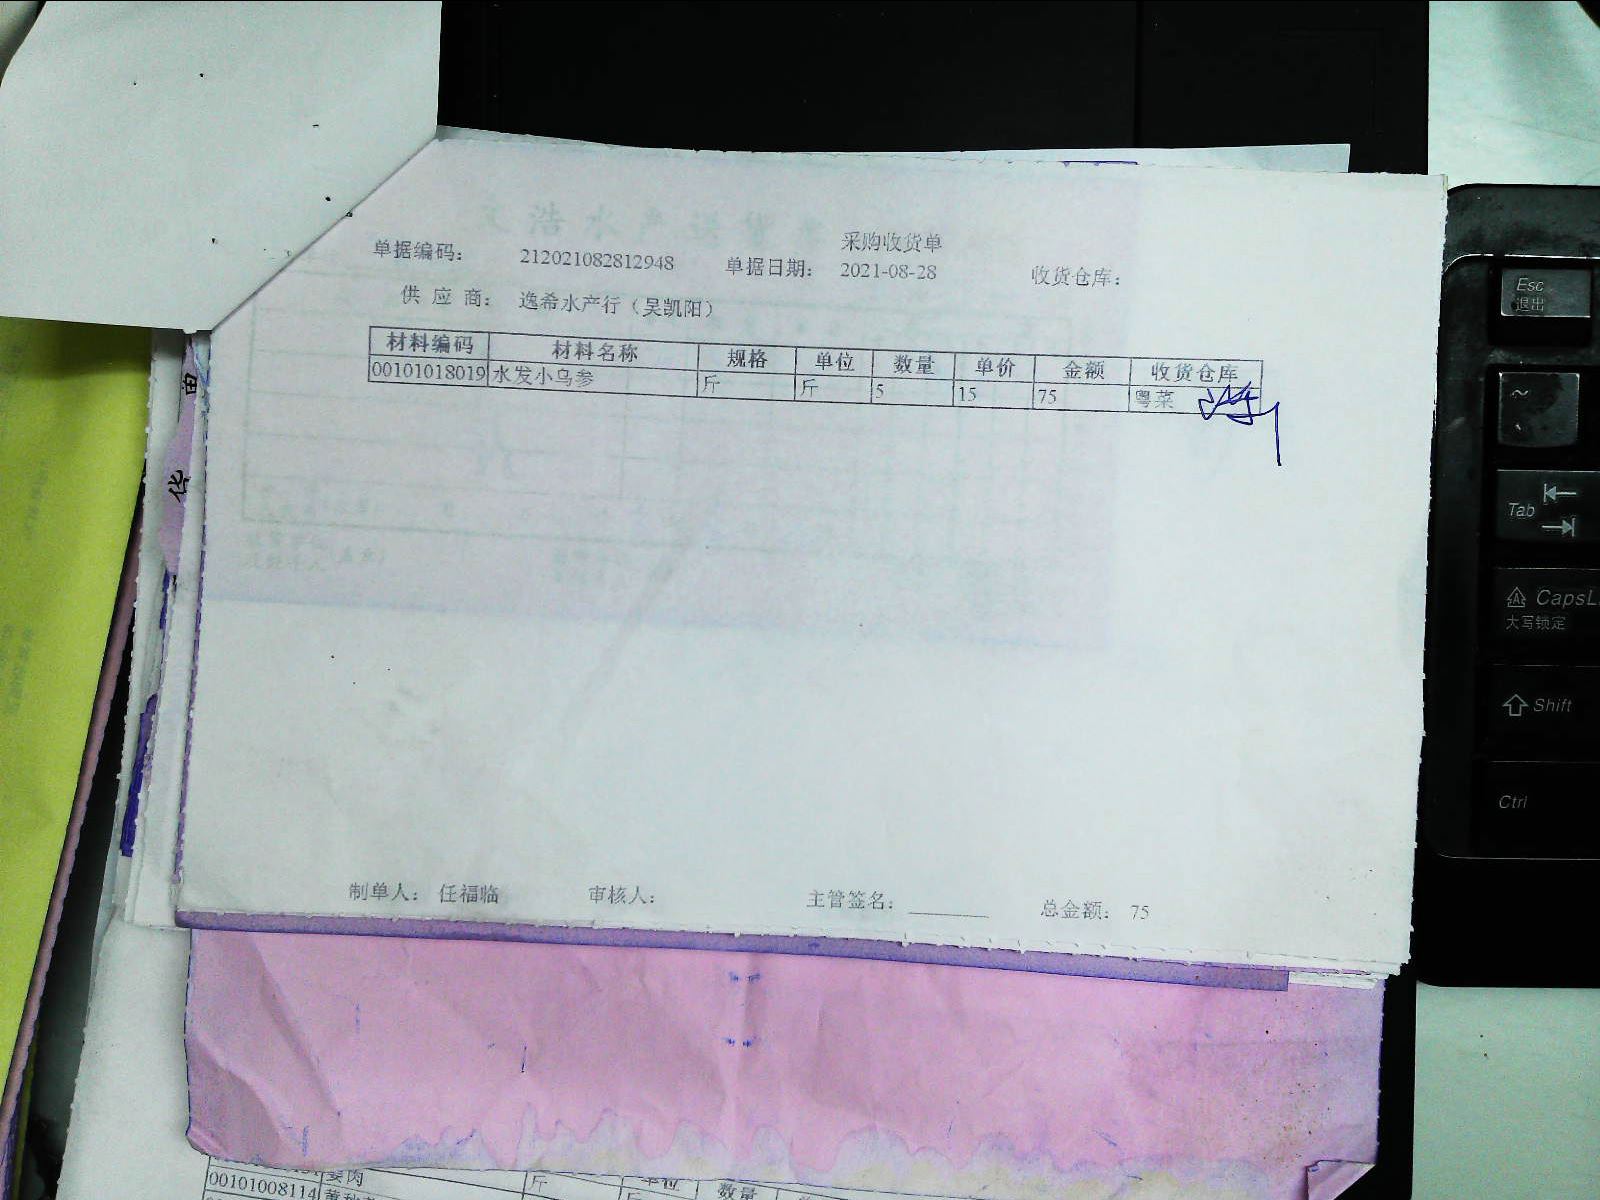 采购收货单
单据编码： 212021082812948 单据日期： 2021-08-28 收货仓库：
供 应 商： 逸希水产行（吴凯阳）
材料编码 材料名称 规格 单位 数量 单价 金额 收货仓库
00101018019 水发小乌参 斤 斤 5 15 75 粤菜
制单人： 任福临 审核人： 主管签名： 总金额： 75
华
00101008114 斤
单位 数量
Esc
退出
~
Tab
CapsL
大写锁定
Shift
Ctrl